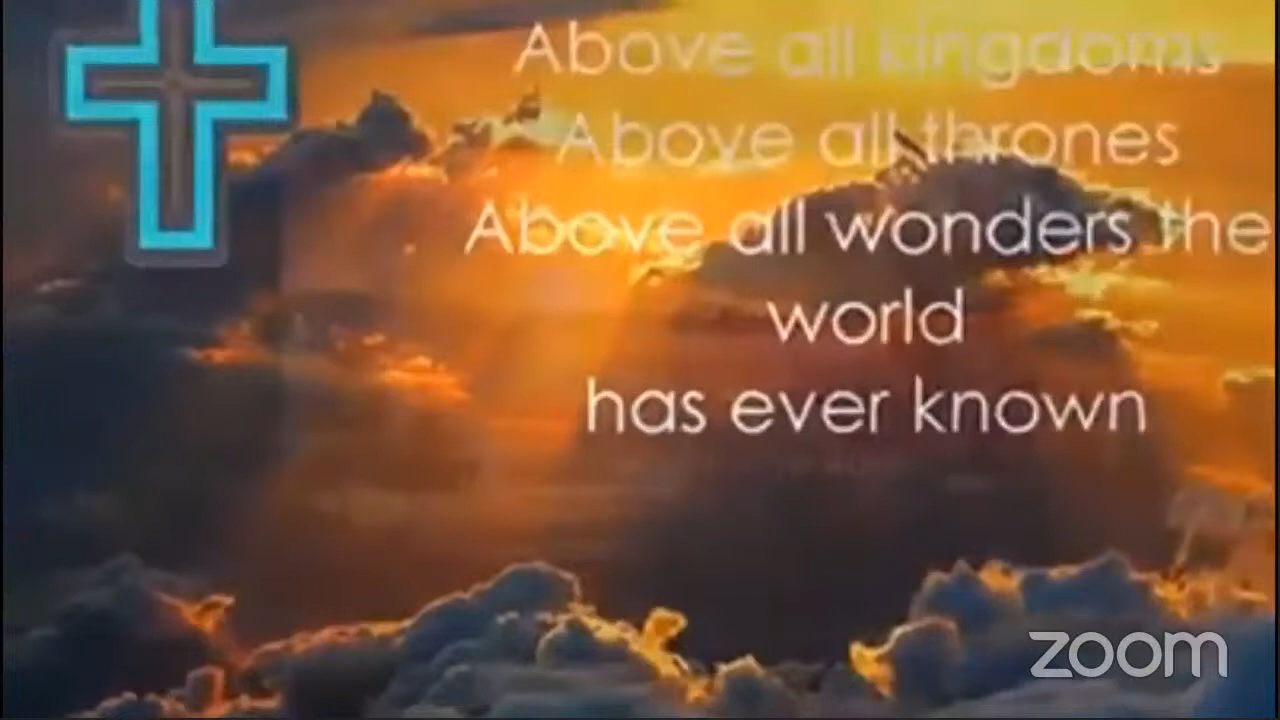 Above all kingdoms
Above all thrones
Above all wonders the
world
has ever known
zoom